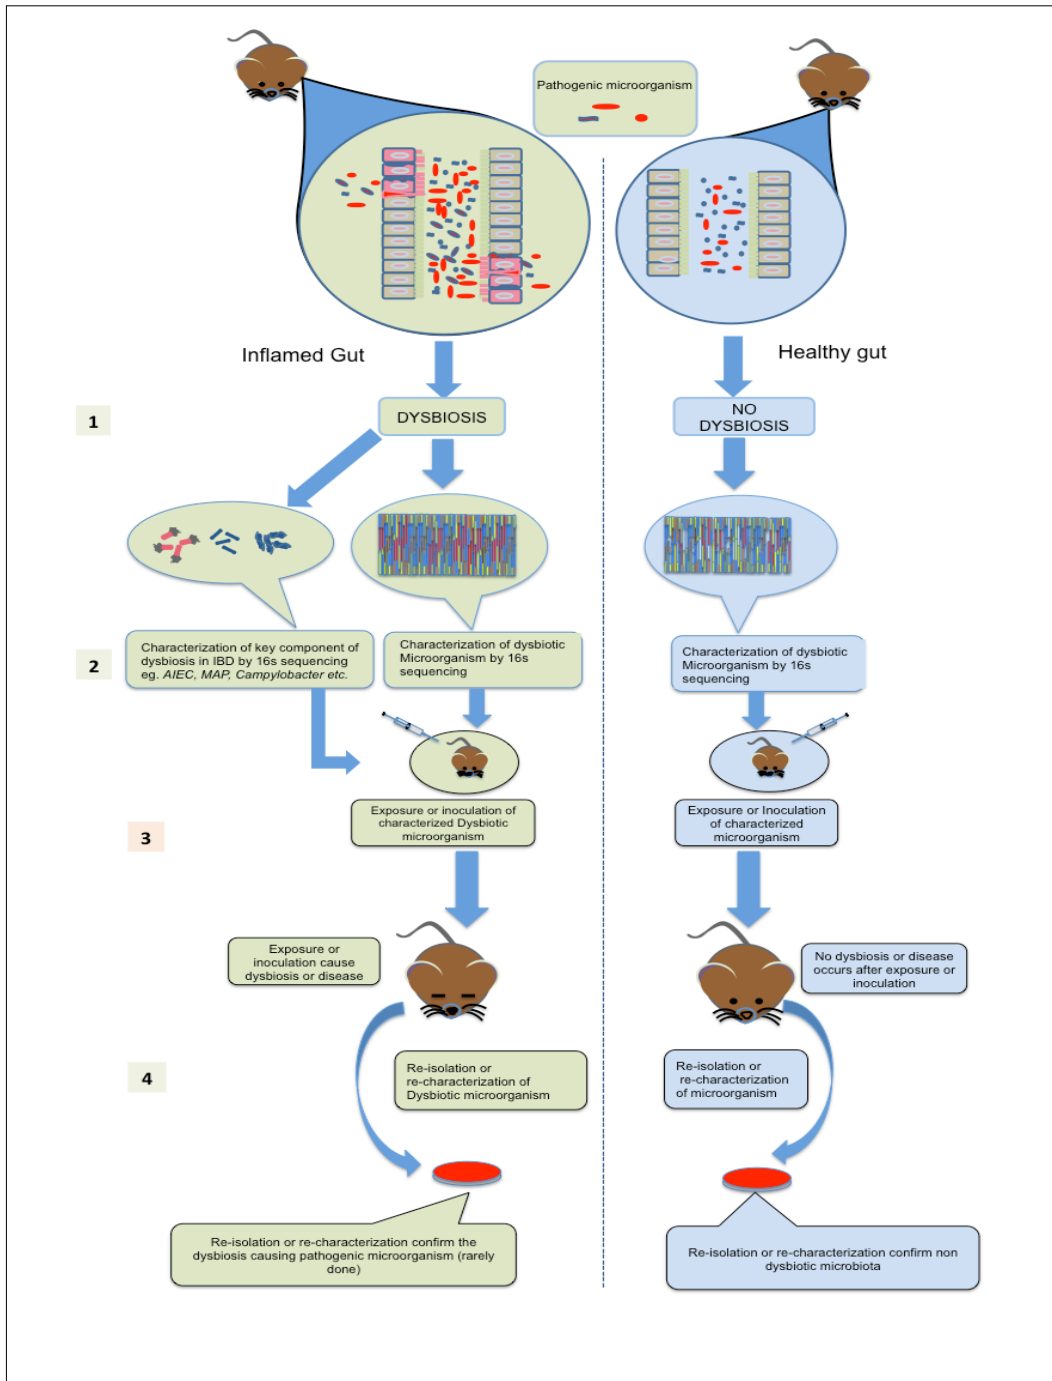 Pathogenic microorganism
Inflamed Gut
Healthy gut
1
DYSBIOSIS
NO
DYSBIOSIS
2
Characterization of key component of
dysbiosis in IBD by 16s sequencing
eg. AIEC, MAP, Campylobacter etc.
Characterization of dysbiotic
Microorganism by 16s
sequencing
Characterization of dysbiotic
Microorganism by 16s
sequencing
3
Exposure or inoculation of
characterized Dysbiotic
microorganism
Exposure or Inoculation
of characterized
microorganism
Exposure or
inoculation cause
dysbiosis or disease
No dysbiosis or disease
occurs after exposure or
inoculation
4
Re-isolation or
re-characterization of
Dysbiotic microorganism
Re-isolation or
re-characterization
of microorganism
Re-isolation or re-characterization confirm the
dysbiosis causing pathogenic microorganism (rarely
done)
Re-isolation or re-characterization confirm non
dysbiotic microbiota